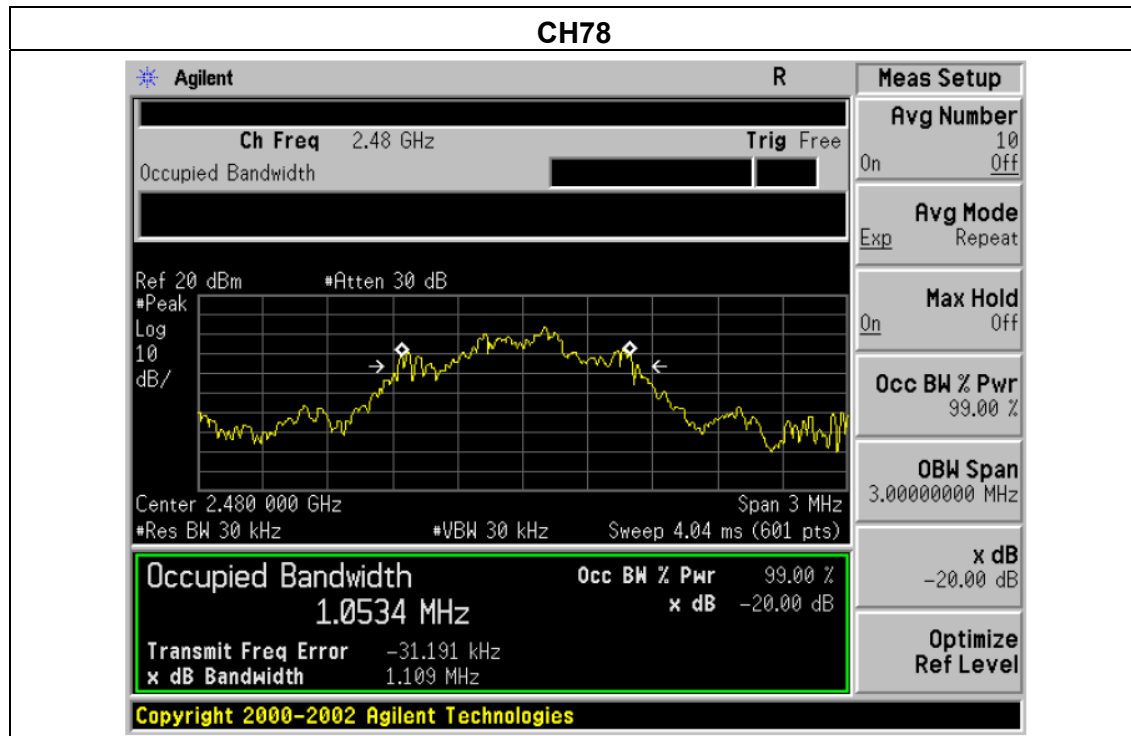 CH78
Agilent R
Ch Freq 2.48 GHz Trig Free
Occupied Bandwidth
Ref 20 dBm #Atten 30 dB
#Peak
Log
10
dB/
Center 2.480 000 GHz Span 3 MHz
#Res BW 30 kHz #VBW 30 kHz Sweep 4.04 ms (601 pts)
Occupied Bandwidth Occ BW % Pwr 99.00 %
1.0534 MHz x dB -20.00 dB
Transmit Freq Error -31.191 kHz
x dB Bandwidth 1.109 MHz
Copyright 2000-2002 Agilent Technologies
Meas Setup
Avg Number
10
On Off
Avg Mode
Exp Repeat
Max Hold
On Off
Occ BW % Pwr
99.00 %
OBW Span
3.00000000 MHz
x dB
-20.00 dB
Optimize
Ref Level